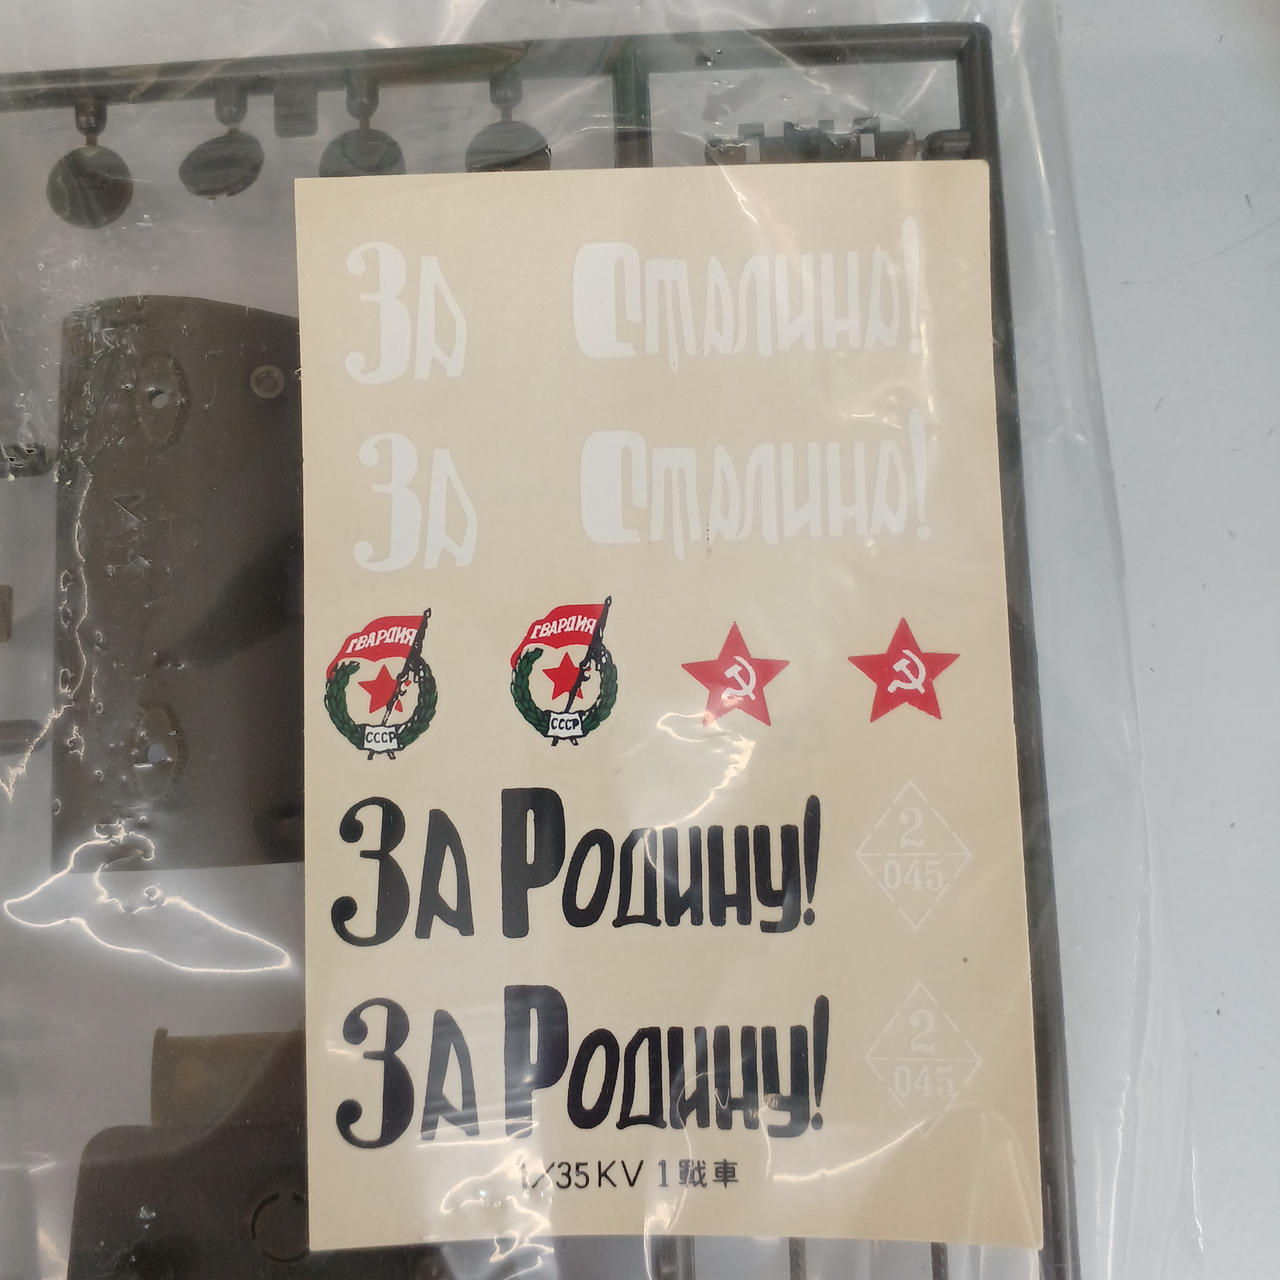 За Сталина!
За Сталина!
ГВАРДИЯ ГВАРДИЯ
СССР СССР
За Родину!
2
045
За Родину!
2
045
1/35 KV 1 戰車